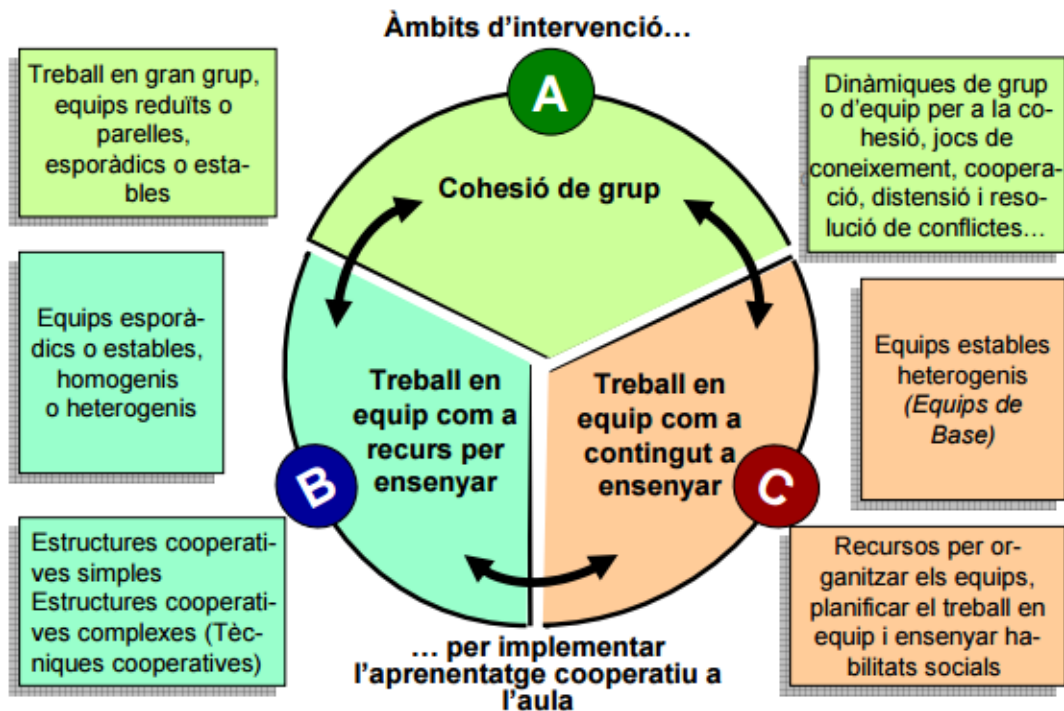 Àmbits d’intervenció…
Treball en gran grup,
equips reduïts o
parelles,
esporàdics o esta-
bles
A
Dinàmiques de grup
o d’equip per a la co-
hesió, jocs de
coneixement, coopera-
ció, distensió i reso-
lució de conflictes…
Cohesió de grup
Equips esporà-
dics o estables,
homogenis
o heterogenis
Treball en
equip com a
recurs per
ensenyar
Treball en
equip com a
contingut a
ensenyar
Equips estables
heterogenis
(Equips de
Base)
B
C
Estructures cooperati-
ves simples
Estructures cooperati-
ves complexes (Tèc-
niques cooperatives)
Recursos per or-
ganitzar els equips,
planificar el treball en
equip i ensenyar ha-
bilitats socials
… per implementar
l’aprenentatge cooperatiu a
l’aula